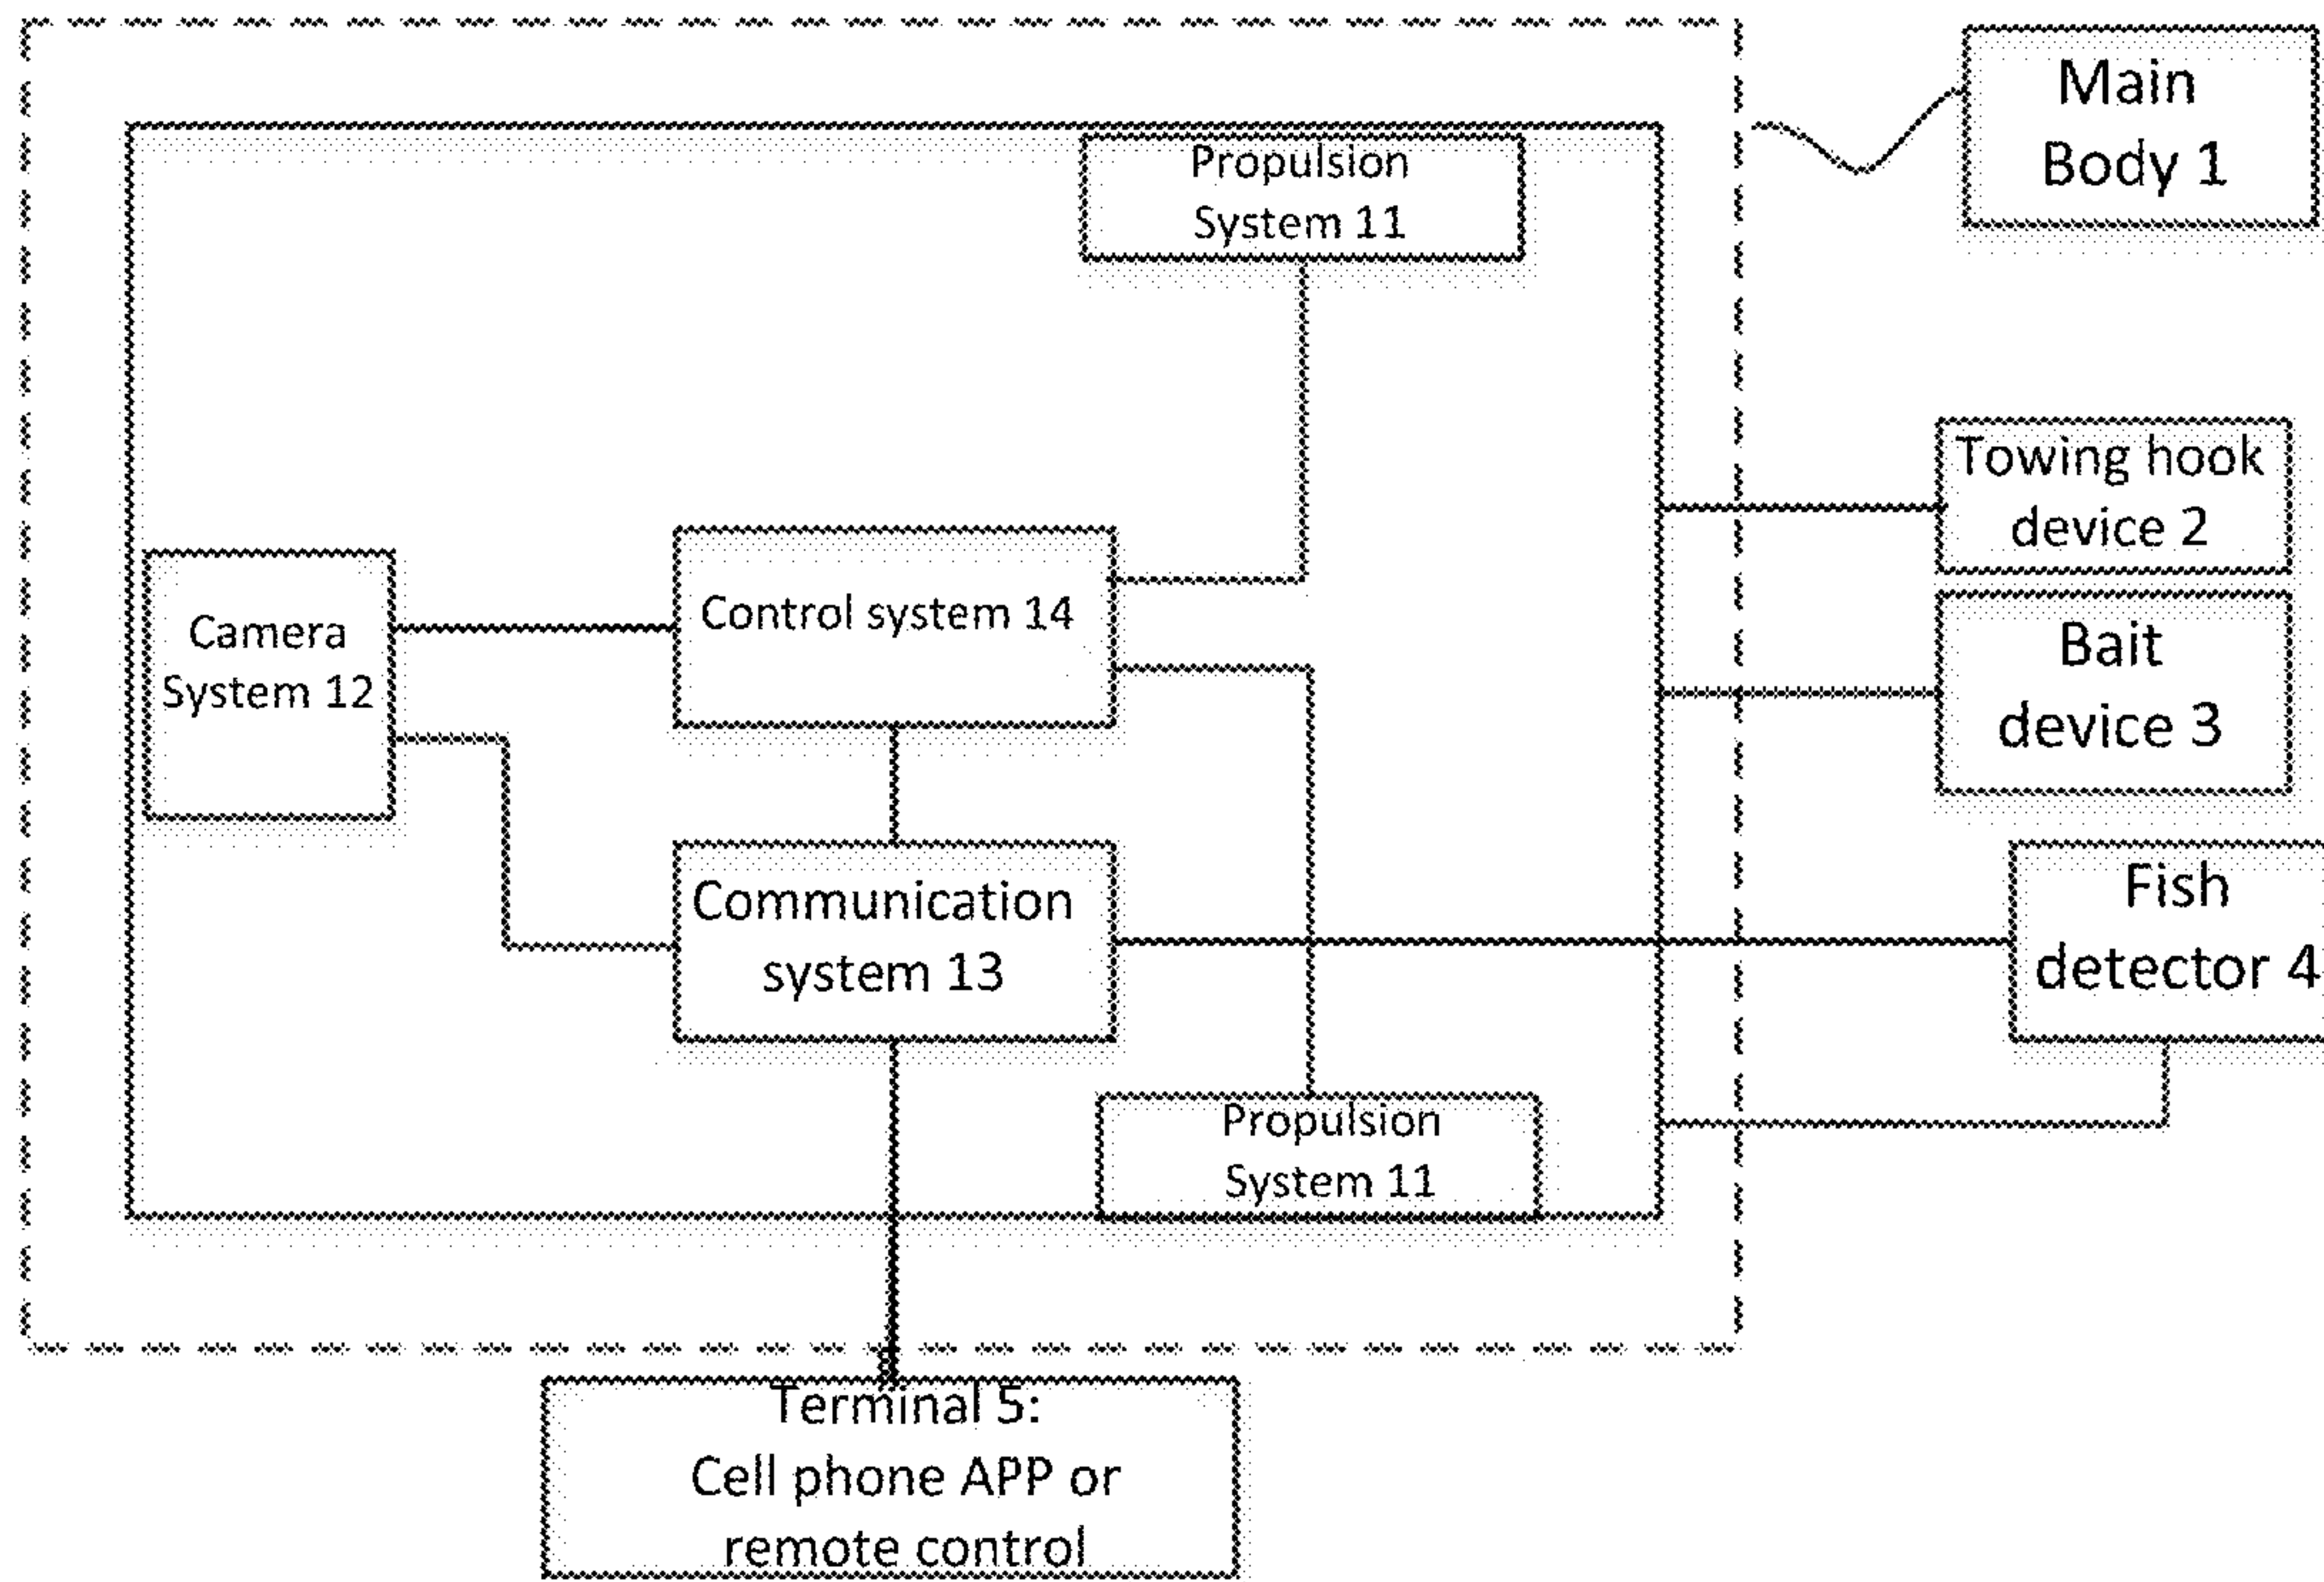 Main
Body 1
Propulsion
System 11
Towing hook
device 2
Control system 14
Camera
System 12
Bait
device 3
Communication
system 13
Fish
detector 4
Propulsion
System 11
Terminal 5:
Cell phone APP or
remote control